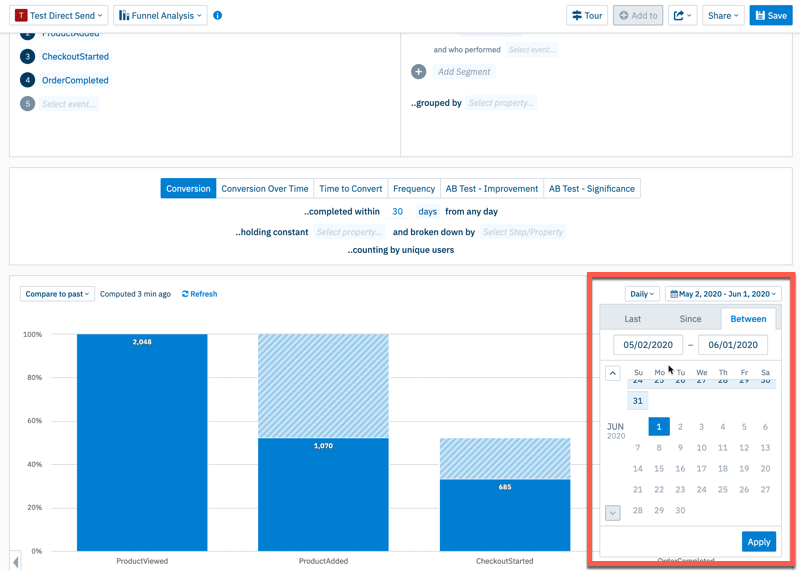 T Test Direct Send
Funnel Analysis
i
Tour
Add to
Share
Save
2 ProductAdded
3 CheckoutStarted
4 OrderCompleted
5 Select event...
and who performed Select event...
+ Add Segment
..grouped by Select property...
Conversion Conversion Over Time Time to Convert Frequency AB Test - Improvement AB Test - Significance
..completed within 30 days from any day
..holding constant Select property... and broken down by Select Step/Property
..counting by unique users
Compare to past Computed 3 min ago Refresh
Daily May 2, 2020 - Jun 1, 2020
Last Since Between
05/02/2020 – 06/01/2020
Su Mo Tu We Th Fr Sa
24 25 26 27 28 29 30
31
JUN
2020
1 2 3 4 5 6
7 8 9 10 11 12 13
14 15 16 17 18 19 20
21 22 23 24 25 26 27
28 29 30
Apply
100%
80%
60%
40%
20%
0%
2,048
1,070
685
ProductViewed ProductAdded CheckoutStarted OrderCompleted